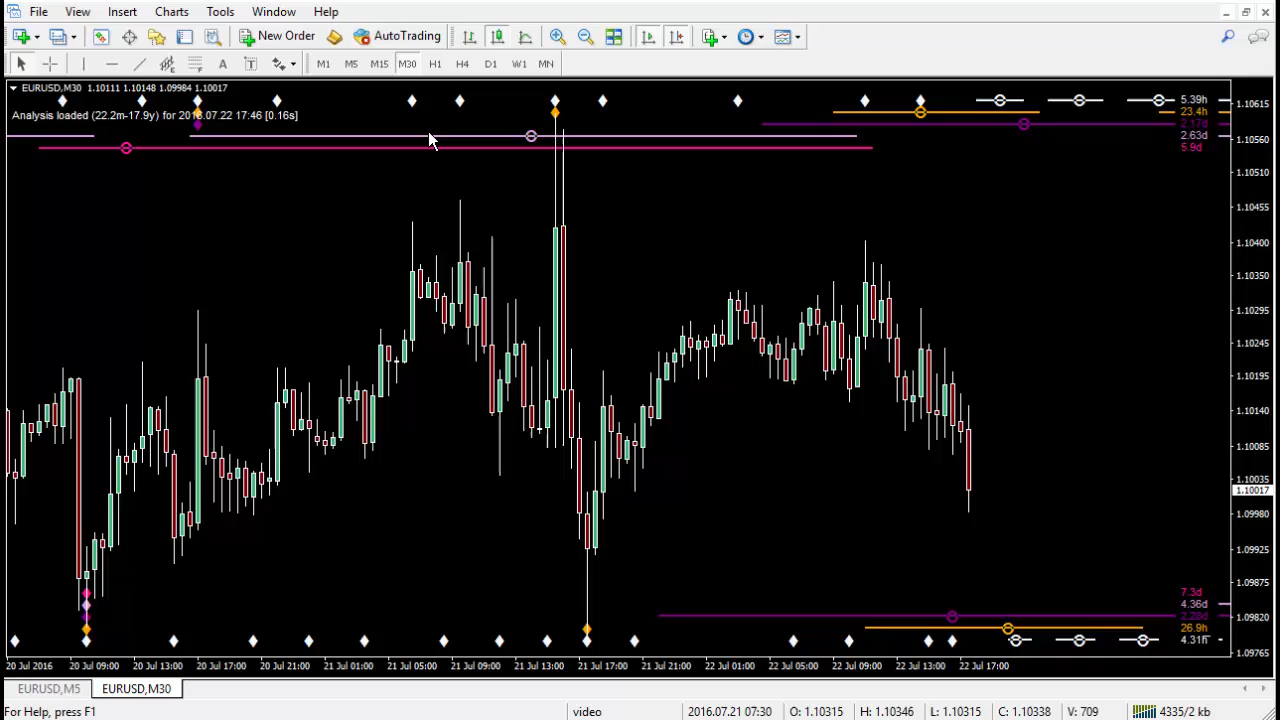 File View Insert Charts Tools Window Help
New Order AutoTrading
A T M1 M5 M15 M30 H1 H4 D1 W1 MN
EURUSD,M30 1.10111 1.10148 1.09984 1.10017
Analysis loaded (22.2m-17.9y) for 2016.07.22 17:46 [0.16s]
5.39h
23.4h
2.17d
2.63d
5.9d
1.10615
1.10560
1.10510
1.10455
1.10400
1.10350
1.10295
1.10245
1.10195
1.10140
1.10085
1.10035
1.10017
1.09980
1.09925
1.09875
1.09820
1.09765
7.3d
4.36d
2.28d
26.9h
4.31h
20 Jul 2016 20 Jul 09:00 20 Jul 13:00 20 Jul 17:00 20 Jul 21:00 21 Jul 01:00 21 Jul 05:00 21 Jul 09:00 21 Jul 13:00 21 Jul 17:00 21 Jul 21:00 22 Jul 01:00 22 Jul 05:00 22 Jul 09:00 22 Jul 13:00 22 Jul 17:00
EURUSD,M5 EURUSD,M30
For Help, press F1 video 2016.07.21 07:30 O: 1.10315 H: 1.10346 L: 1.10315 C: 1.10338 V: 709 4335/2 kb